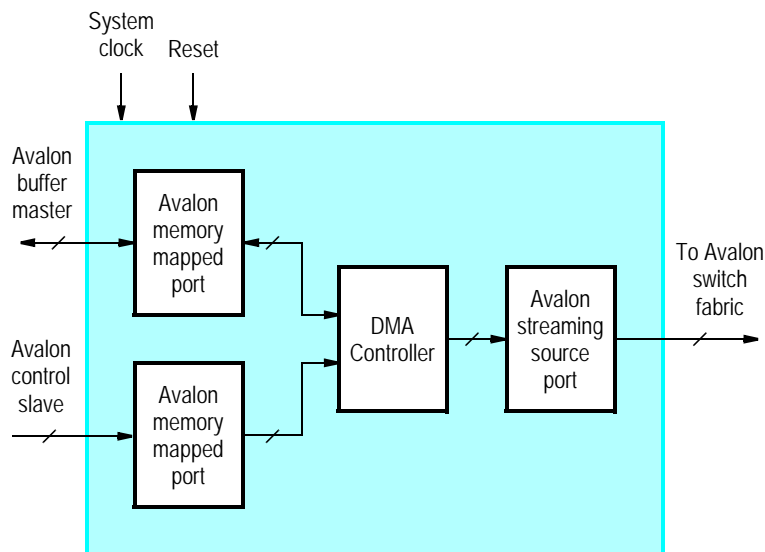 System
clock
Reset
Avalon
buffer
master
Avalon
memory
mapped
port
To Avalon
switch
fabric
DMA
Controller
Avalon
streaming
source
port
Avalon
control
slave
Avalon
memory
mapped
port